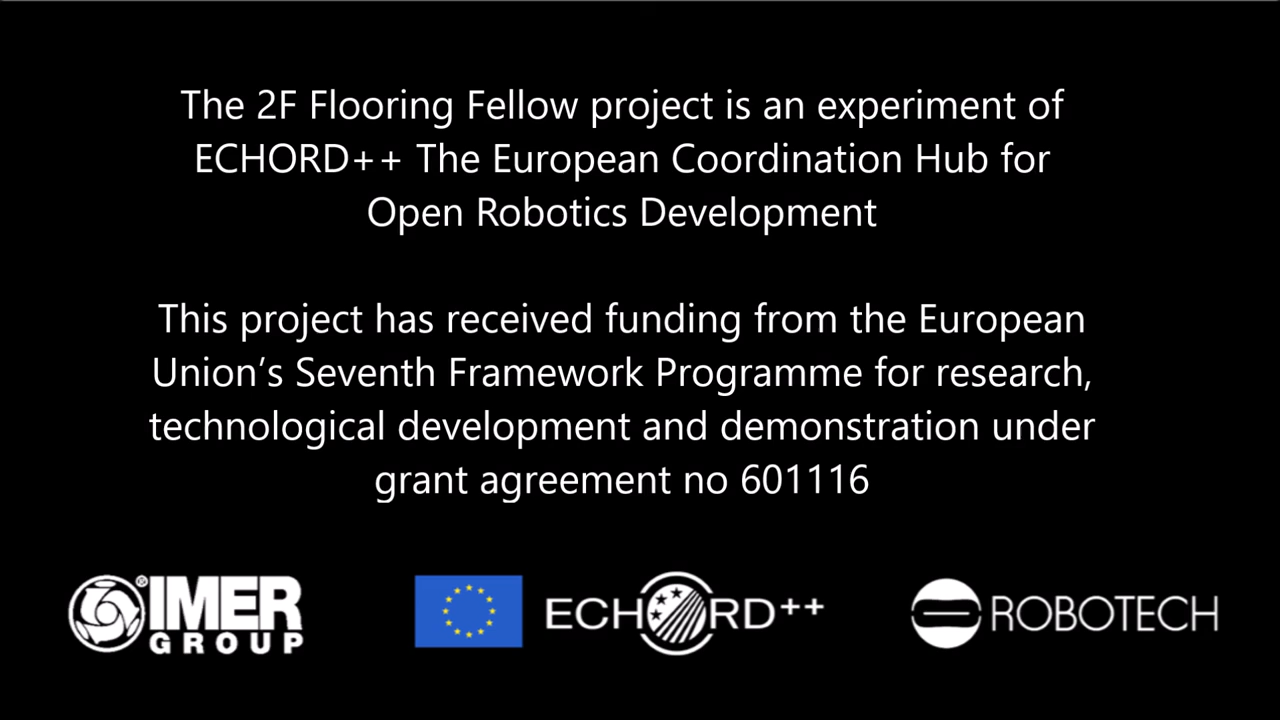 The 2F Flooring Fellow project is an experiment of
ECHORD++ The European Coordination Hub for
Open Robotics Development
This project has received funding from the European
Union’s Seventh Framework Programme for research,
technological development and demonstration under
grant agreement no 601116
®IMER
GROUP
ECHORD++
ROBOTECH